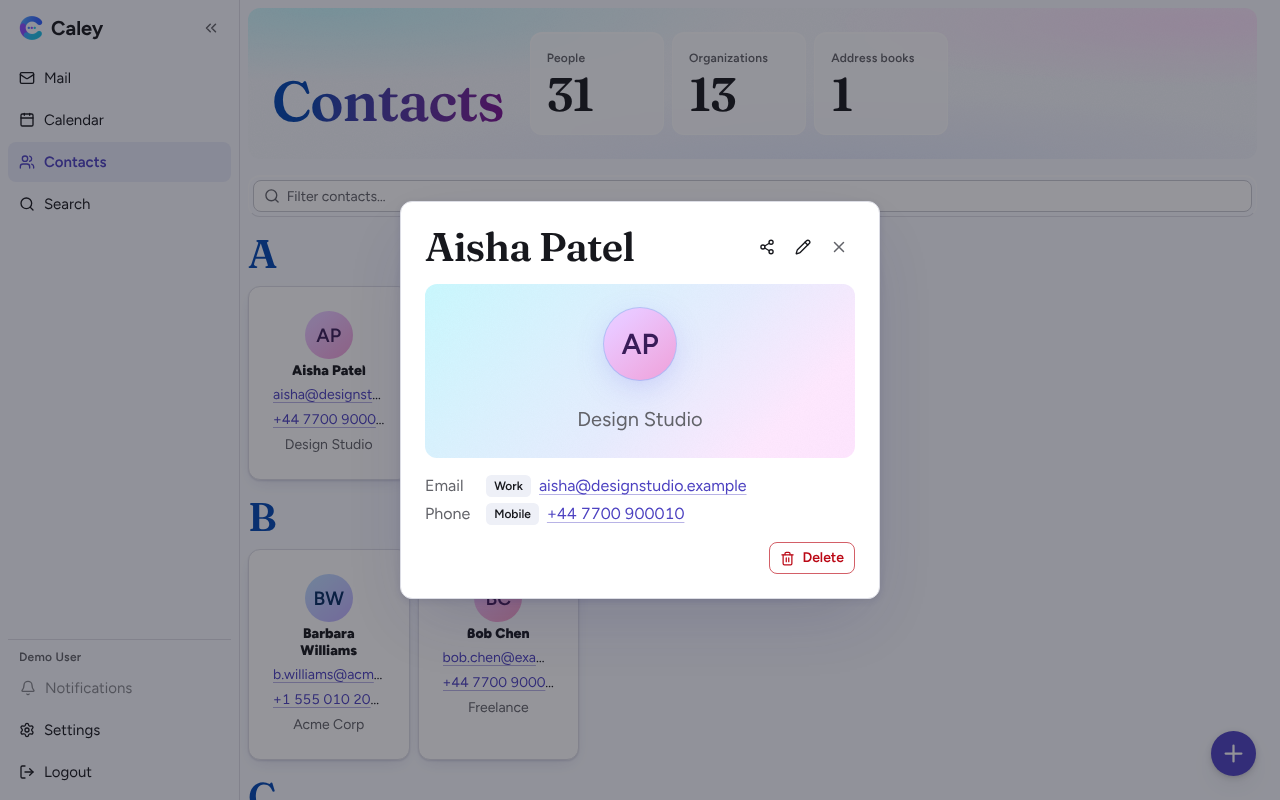 Caley
Mail
Calendar
Contacts
Search
Demo User
Notifications
Settings
Logout
Contacts
People
31
Organizations
13
Address books
1
Filter contacts...
A
AP
Aisha Patel
aisha@designst...
+44 7700 9000...
Design Studio
B
BW
Barbara
Williams
b.williams@acm...
+1 555 010 20...
Acme Corp
BC
Bob Chen
bob.chen@exa...
+44 7700 9000...
Freelance
C
Aisha Patel
AP
Design Studio
Email Work aisha@designstudio.example
Phone Mobile +44 7700 900010
Delete